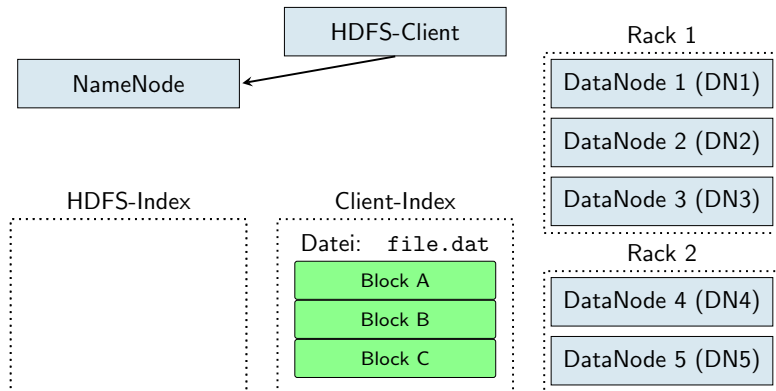 HDFS-Client
NameNode
Rack 1
DataNode 1 (DN1)
DataNode 2 (DN2)
DataNode 3 (DN3)
HDFS-Index
Client-Index
Datei: file.dat
Block A
Block B
Block C
Rack 2
DataNode 4 (DN4)
DataNode 5 (DN5)